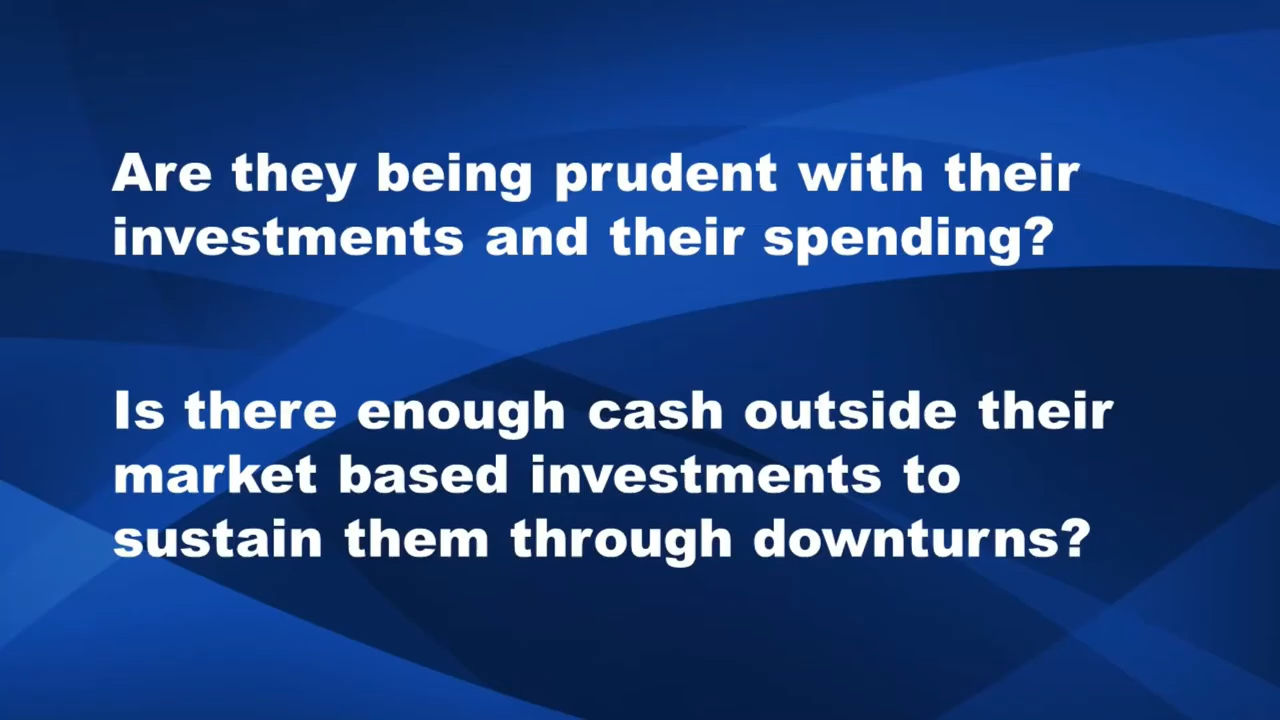 Are they being prudent with their
investments and their spending?
Is there enough cash outside their
market based investments to
sustain them through downturns?